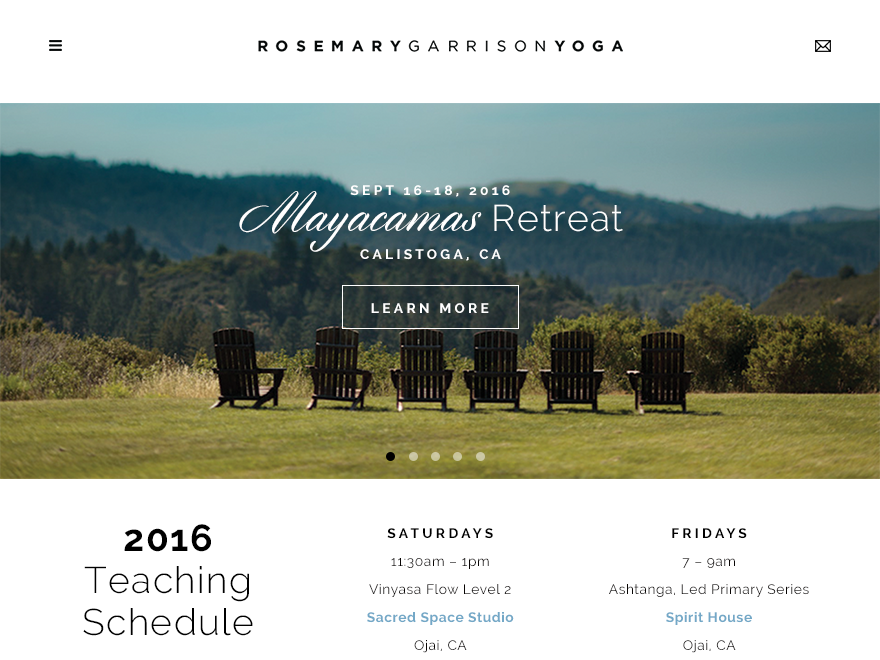 ROSEMARYGARRISONYOGA
SEPT 16-18, 2016
Mayacamas Retreat
CALISTOGA, CA
LEARN MORE
2016
Teaching
Schedule
SATURDAYS
11:30am – 1pm
Vinyasa Flow Level 2
Sacred Space Studio
Ojai, CA
FRIDAYS
7 – 9am
Ashtanga, Led Primary Series
Spirit House
Ojai, CA